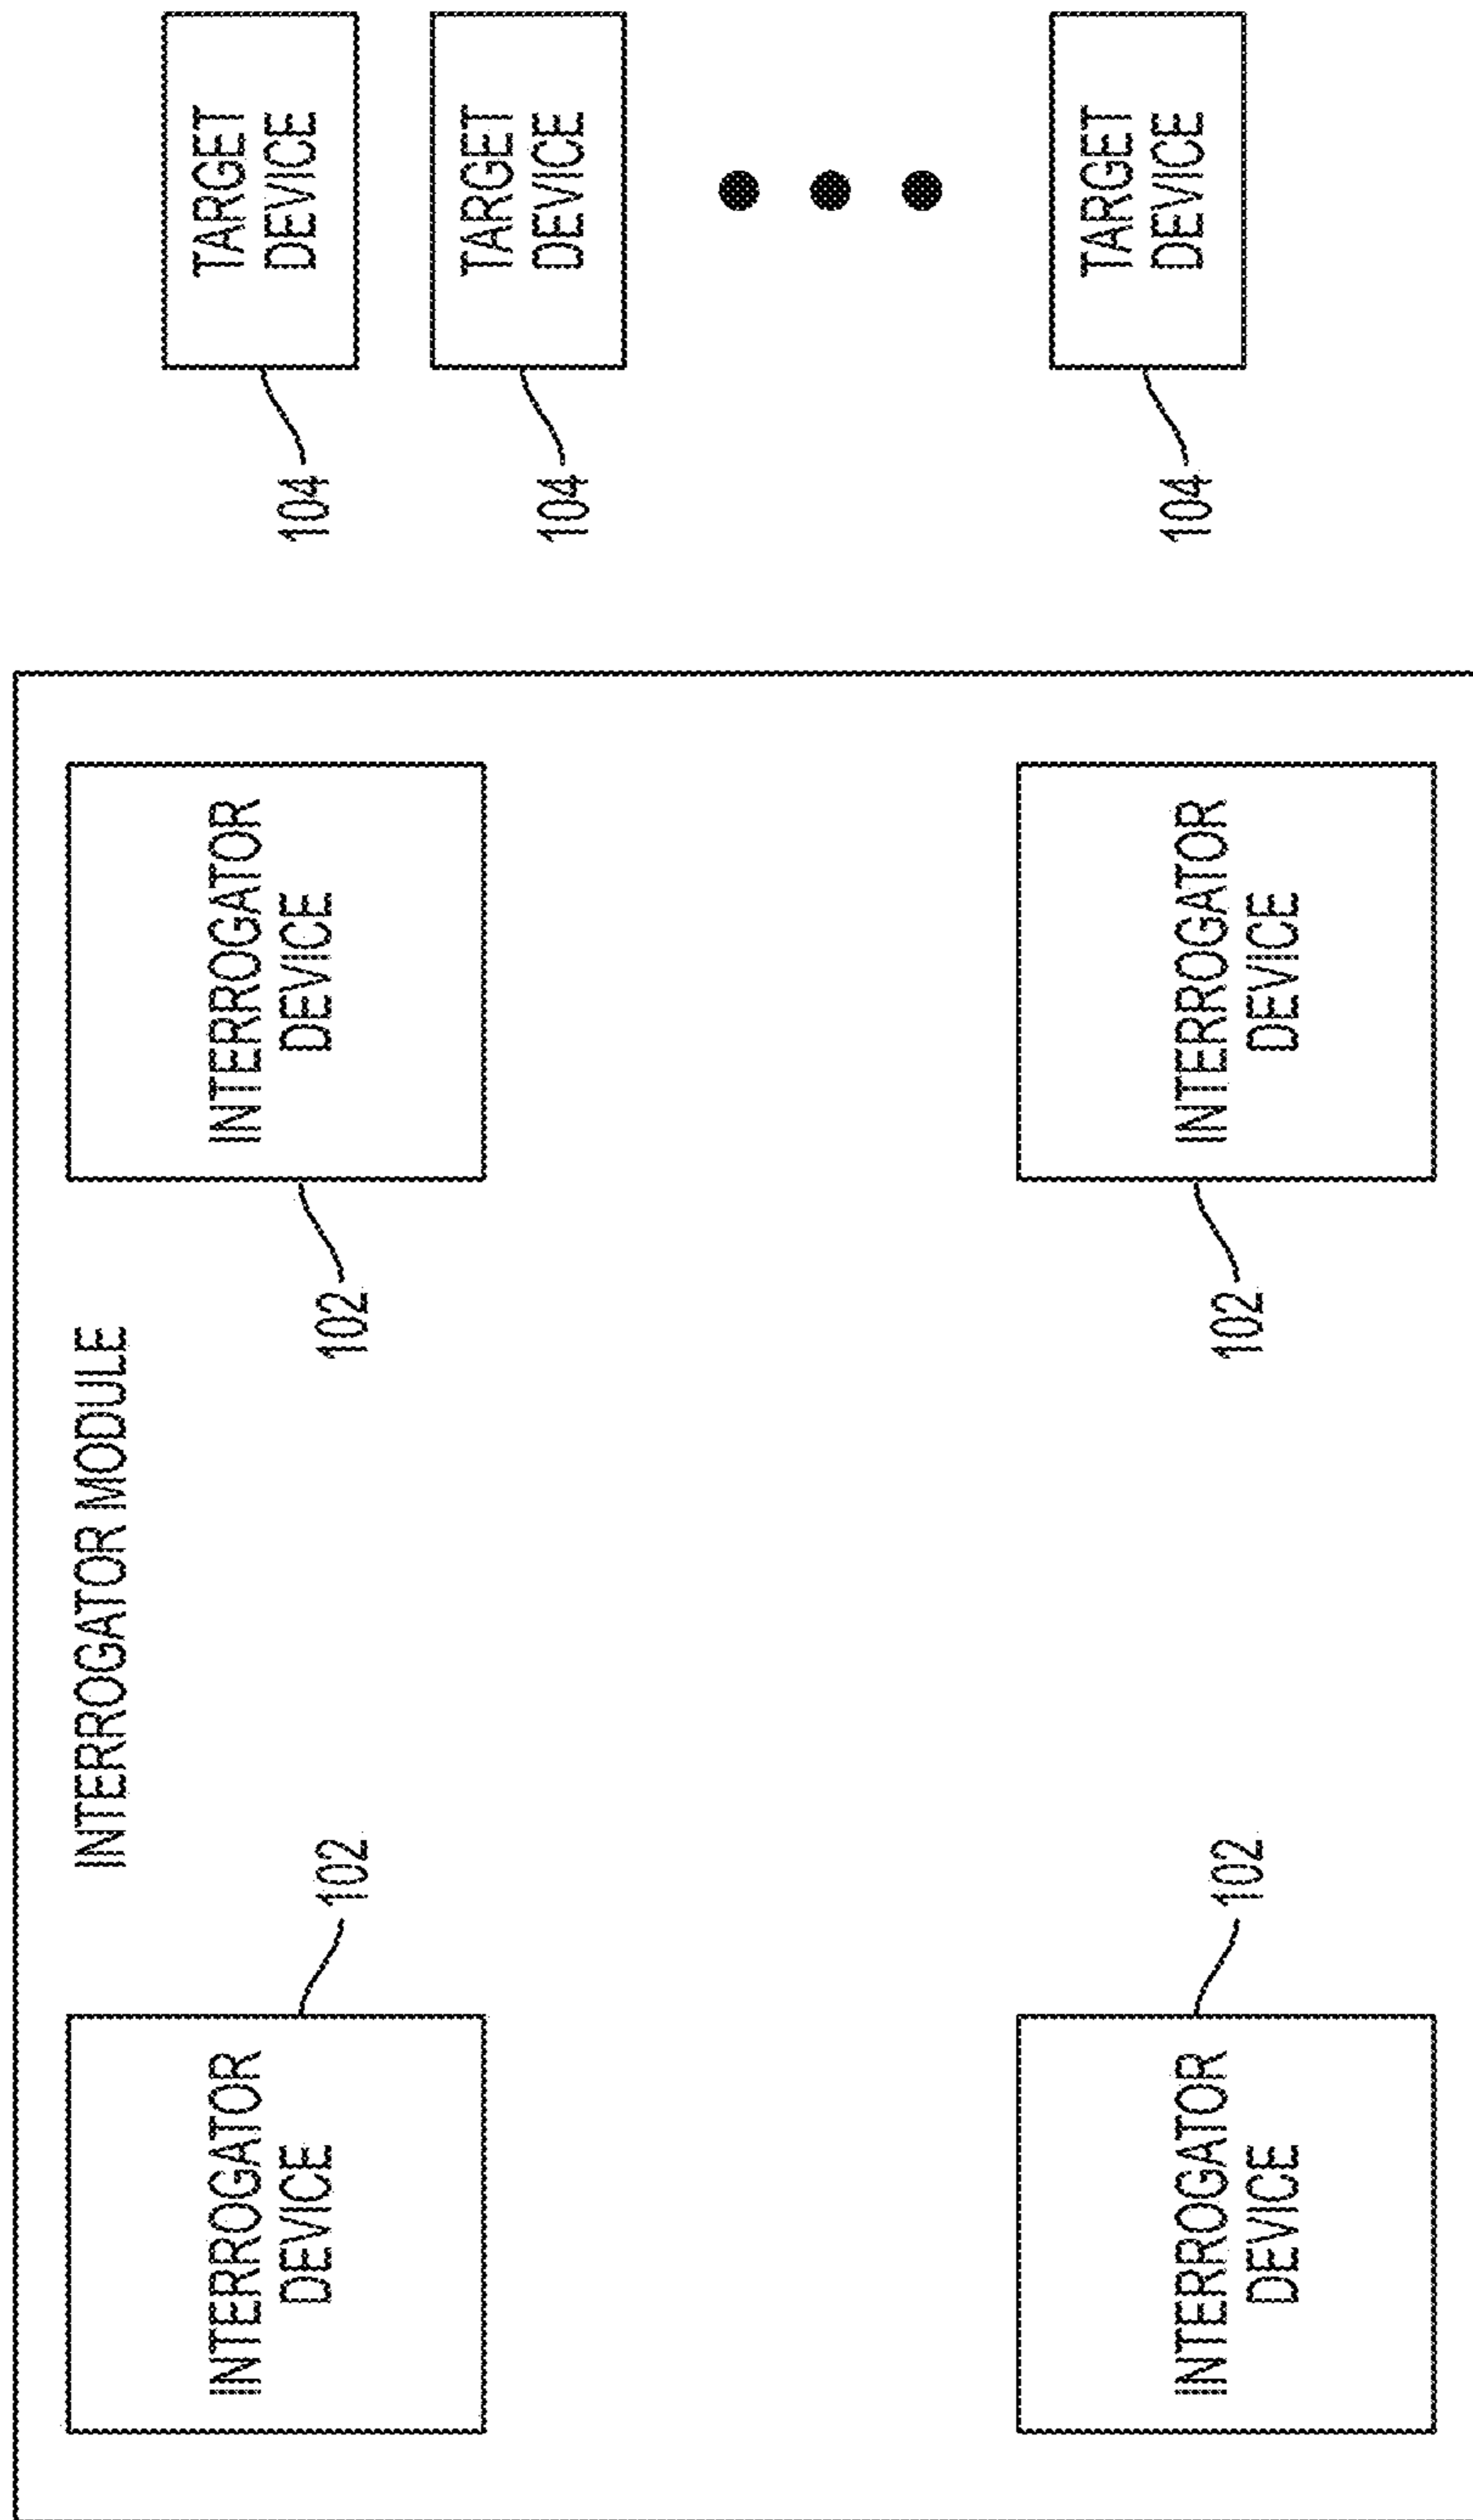 INTERROGATOR MODULE
INTERROGATOR
DEVICE
102
102
INTERROGATOR
DEVICE
INTERROGATOR
DEVICE
102
102
INTERROGATOR
DEVICE
104
TARGET
DEVICE
104
TARGET
DEVICE
104
TARGET
DEVICE